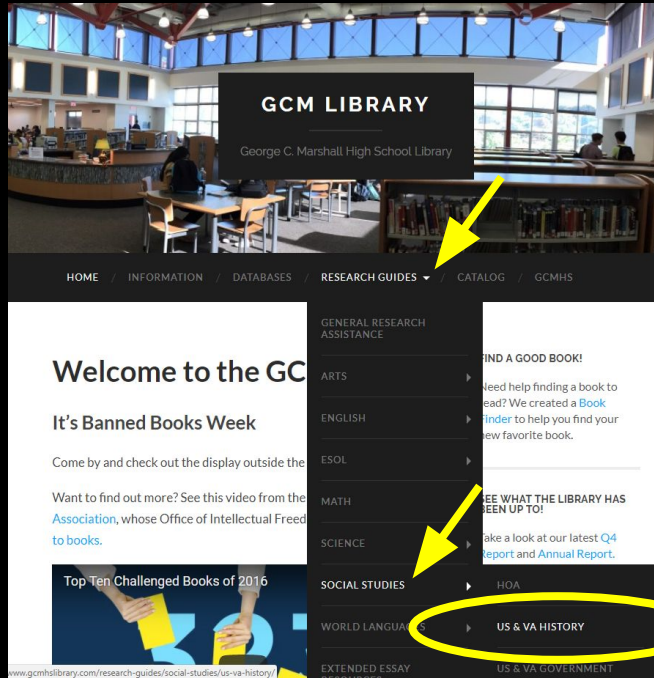 GCM LIBRARY
George C. Marshall High School Library
HOME / INFORMATION / DATABASES / RESEARCH GUIDES / CATALOG / GCMHS
GENERAL RESEARCH
ASSISTANCE
ARTS
ENGLISH
ESOL
MATH
SCIENCE
SOCIAL STUDIES
WORLD LANGUAGES
EXTENDED ESSAY
RESOURCES
HOA
US & VA HISTORY
US & VA GOVERNMENT
Welcome to the GC
It's Banned Books Week
Come by and check out the display outside the
Want to find out more? See this video from the
Association, whose Office of Intellectual Freed
to books.
Top Ten Challenged Books of 2016
327
www.gcmhslibrary.com/research-guides/social-studies/us-va-history/
FIND A GOOD BOOK!
Need help finding a book to
read? We created a Book
Finder to help you find your
new favorite book.
SEE WHAT THE LIBRARY HAS
BEEN UP TO!
Take a look at our latest Q4
Report and Annual Report.